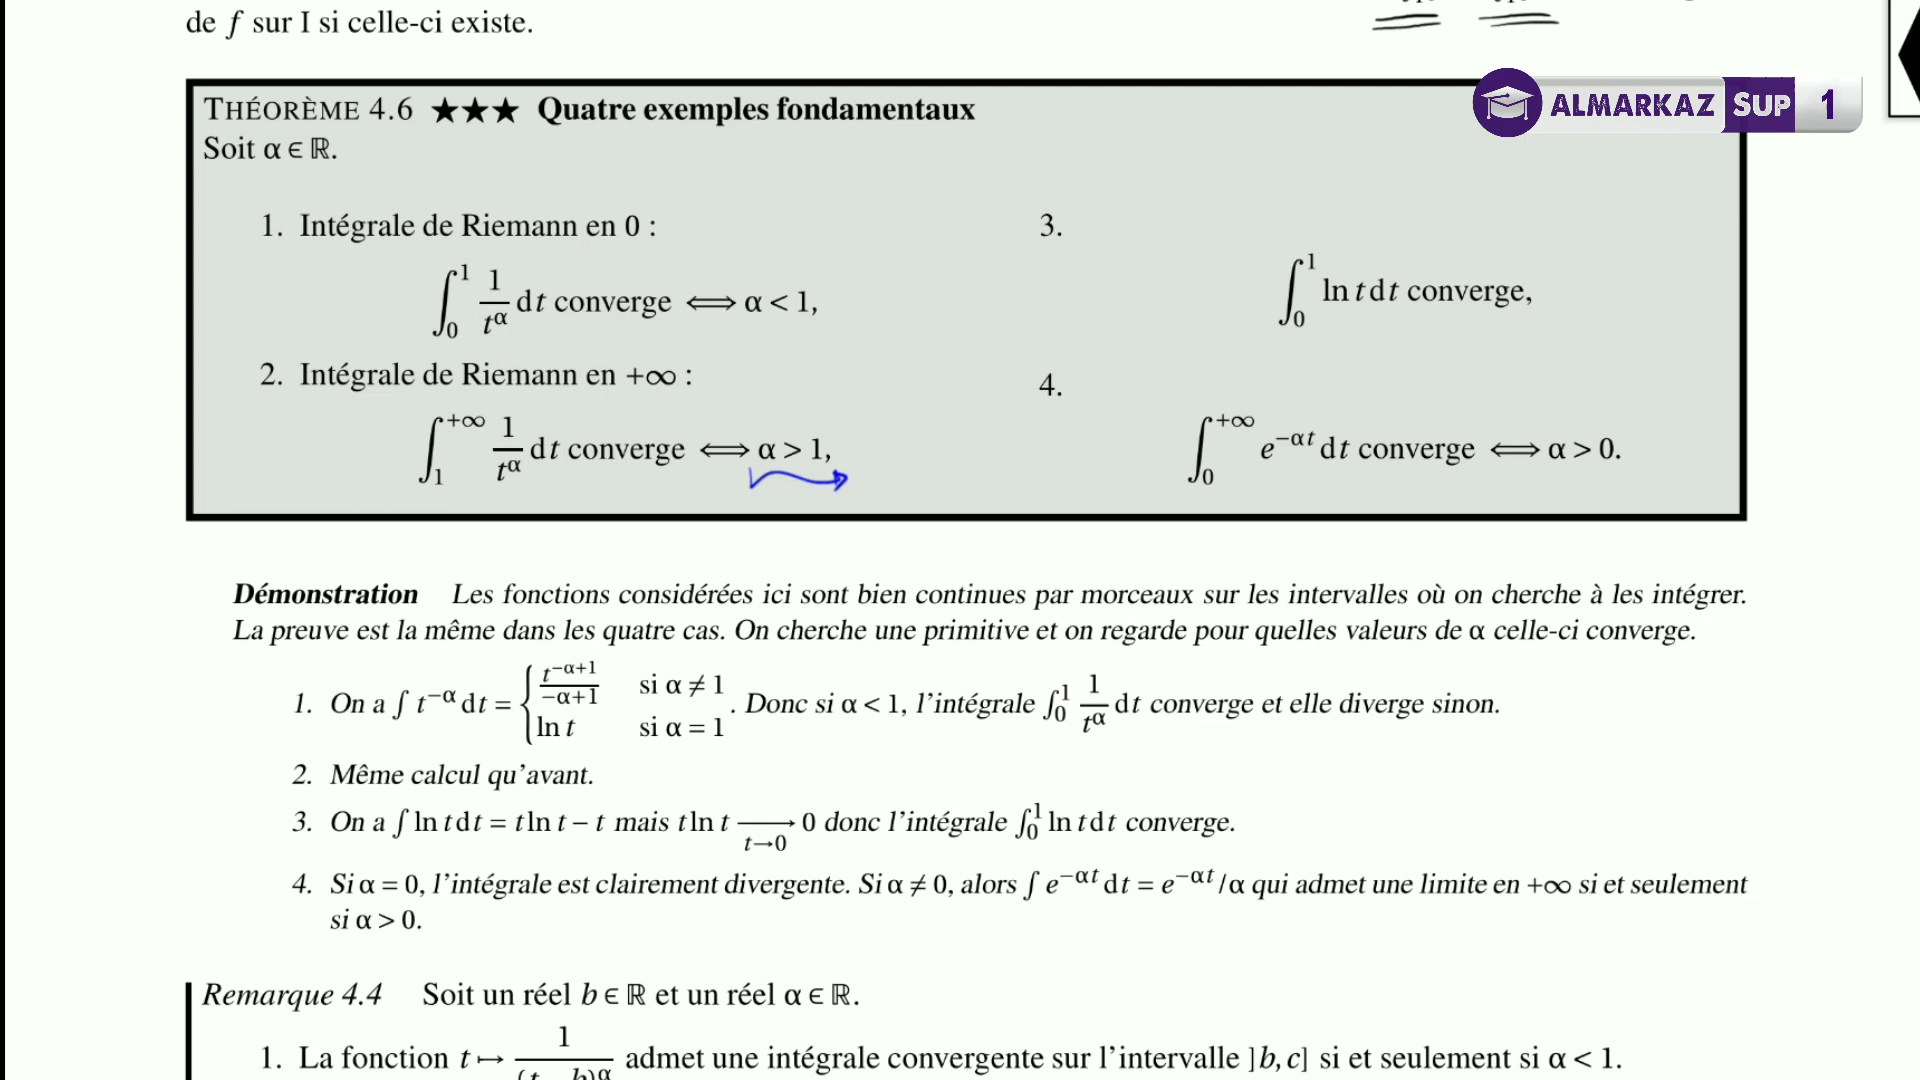 de f sur I si celle-ci existe.
ALMARKAZ SUP 1
THÉORÈME 4.6 ★★★ Quatre exemples fondamentaux
Soit α ∈ ℝ.
1. Intégrale de Riemann en 0 :
∫_0^1 1/t^α dt converge ⟺ α < 1,
2. Intégrale de Riemann en +∞ :
∫_1^{+∞} 1/t^α dt converge ⟺ α > 1,
3.
∫_0^1 ln t dt converge,
4.
∫_0^{+∞} e^{−αt} dt converge ⟺ α > 0.
Démonstration Les fonctions considérées ici sont bien continues par morceaux sur les intervalles où on cherche à les intégrer.
La preuve est la même dans les quatre cas. On cherche une primitive et on regarde pour quelles valeurs de α celle-ci converge.
1. On a ∫ t^{−α} dt = { t^{−α+1}/(−α+1) si α ≠ 1 ; ln t si α = 1 . Donc si α < 1, l'intégrale ∫_0^1 1/t^α dt converge et elle diverge sinon.
2. Même calcul qu'avant.
3. On a ∫ ln t dt = t ln t − t mais t ln t ⟶_{t→0} 0 donc l'intégrale ∫_0^1 ln t dt converge.
4. Si α = 0, l'intégrale est clairement divergente. Si α ≠ 0, alors ∫ e^{−αt} dt = e^{−αt}/α qui admet une limite en +∞ si et seulement
si α > 0.
Remarque 4.4 Soit un réel b ∈ ℝ et un réel α ∈ ℝ.
1. La fonction t ↦ 1/(t − b)^α admet une intégrale convergente sur l'intervalle ]b, c] si et seulement si α < 1.